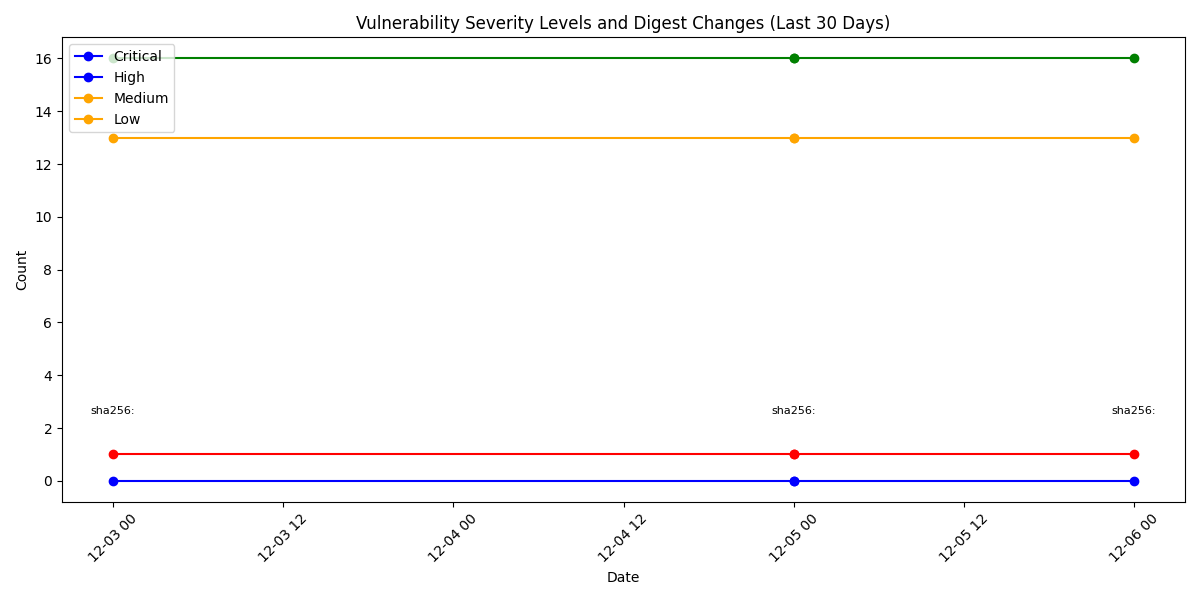 Vulnerability Severity Levels and Digest Changes (Last 30 Days)
Critical
High
Medium
Low
16
14
12
10
8
6
4
2
0
Count
sha256:
sha256:
sha256:
12-03 00
12-03 12
12-04 00
12-04 12
12-05 00
12-05 12
12-06 00
Date